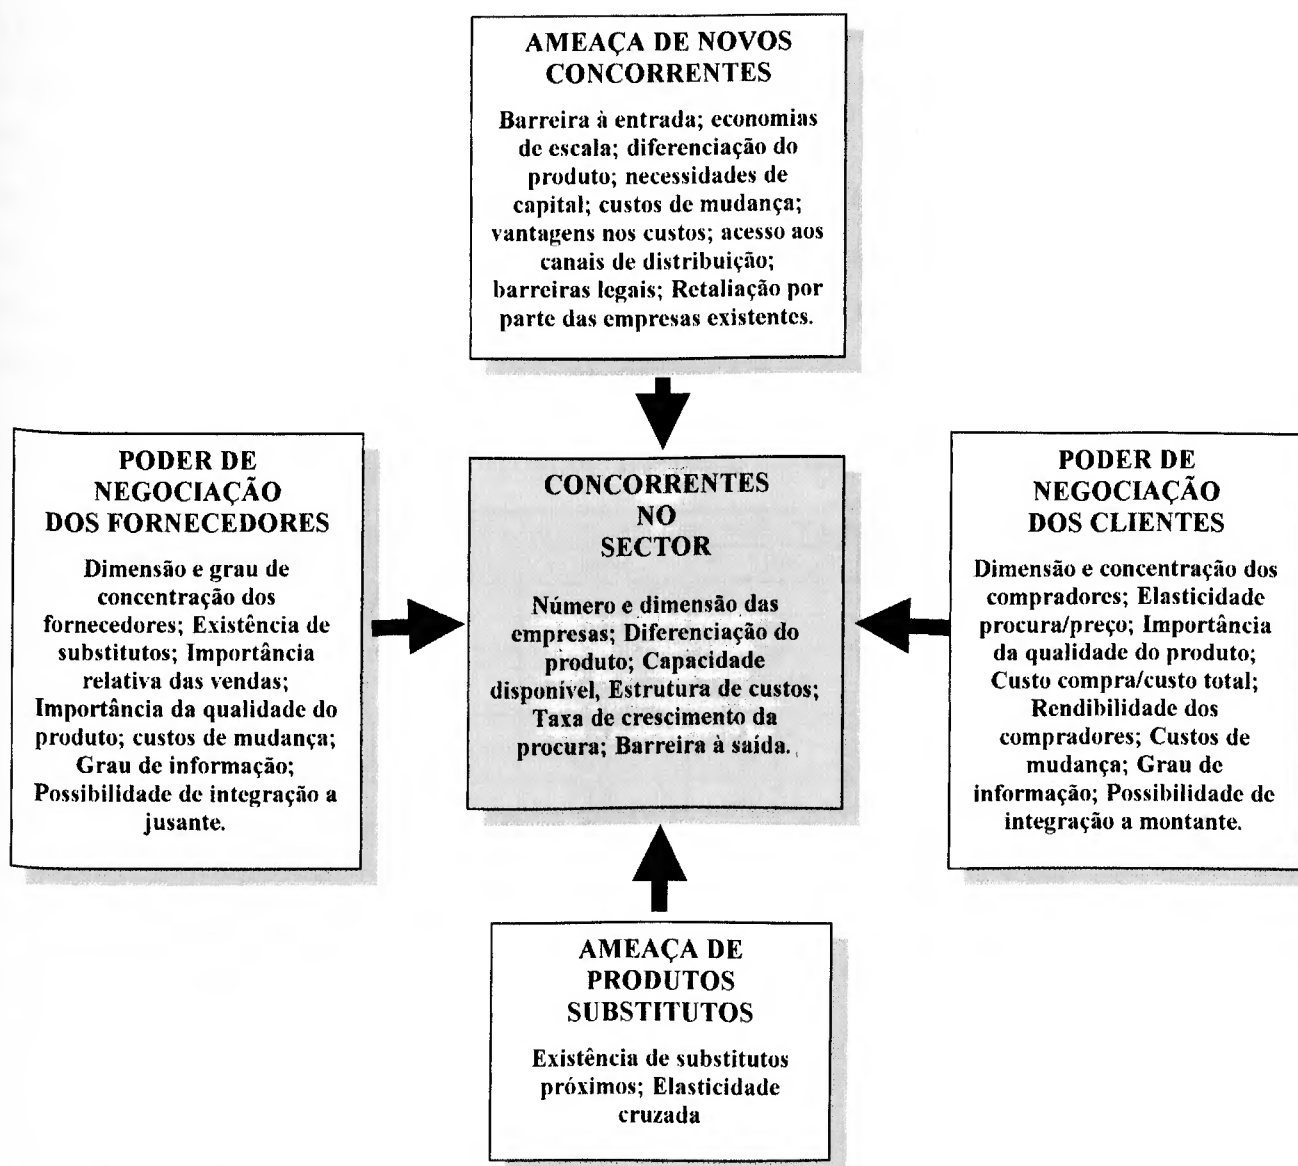 AMEAÇA DE NOVOS
CONCORRENTES
Barreira à entrada; economias
de escala; diferenciação do
produto; necessidades de
capital; custos de mudança;
vantagens nos custos; acesso aos
canais de distribuição;
barreiras legais; Retaliação por
parte das empresas existentes.
PODER DE
NEGOCIAÇÃO
DOS FORNECEDORES
Dimensão e grau de
concentração dos
fornecedores; Existência de
substitutos; Importância
relativa das vendas;
Importância da qualidade do
produto; custos de mudança;
Grau de informação;
Possibilidade de integração a
jusante.
CONCORRENTES
NO
SECTOR
Número e dimensão das
empresas; Diferenciação do
produto; Capacidade
disponível, Estrutura de custos;
Taxa de crescimento da
procura; Barreira à saída.
PODER DE
NEGOCIAÇÃO
DOS CLIENTES
Dimensão e concentração dos
compradores; Elasticidade
procura/preço; Importância
da qualidade do produto;
Custo compra/custo total;
Rendibilidade dos
compradores; Custos de
mudança; Grau de
informação; Possibilidade de
integração a montante.
AMEAÇA DE
PRODUTOS
SUBSTITUTOS
Existência de substitutos
próximos; Elasticidade
cruzada